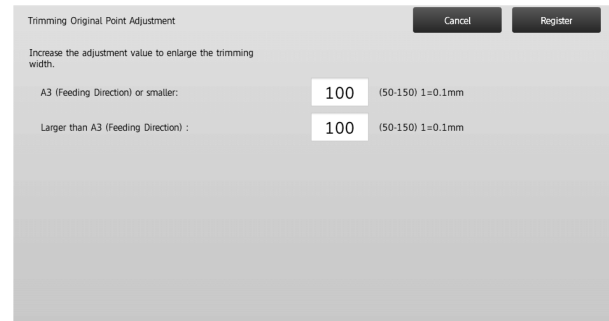 Trimming Original Point Adjustment
Cancel
Register
Increase the adjustment value to enlarge the trimming
width.
A3 (Feeding Direction) or smaller: 100 (50-150) 1=0.1mm
Larger than A3 (Feeding Direction) : 100 (50-150) 1=0.1mm